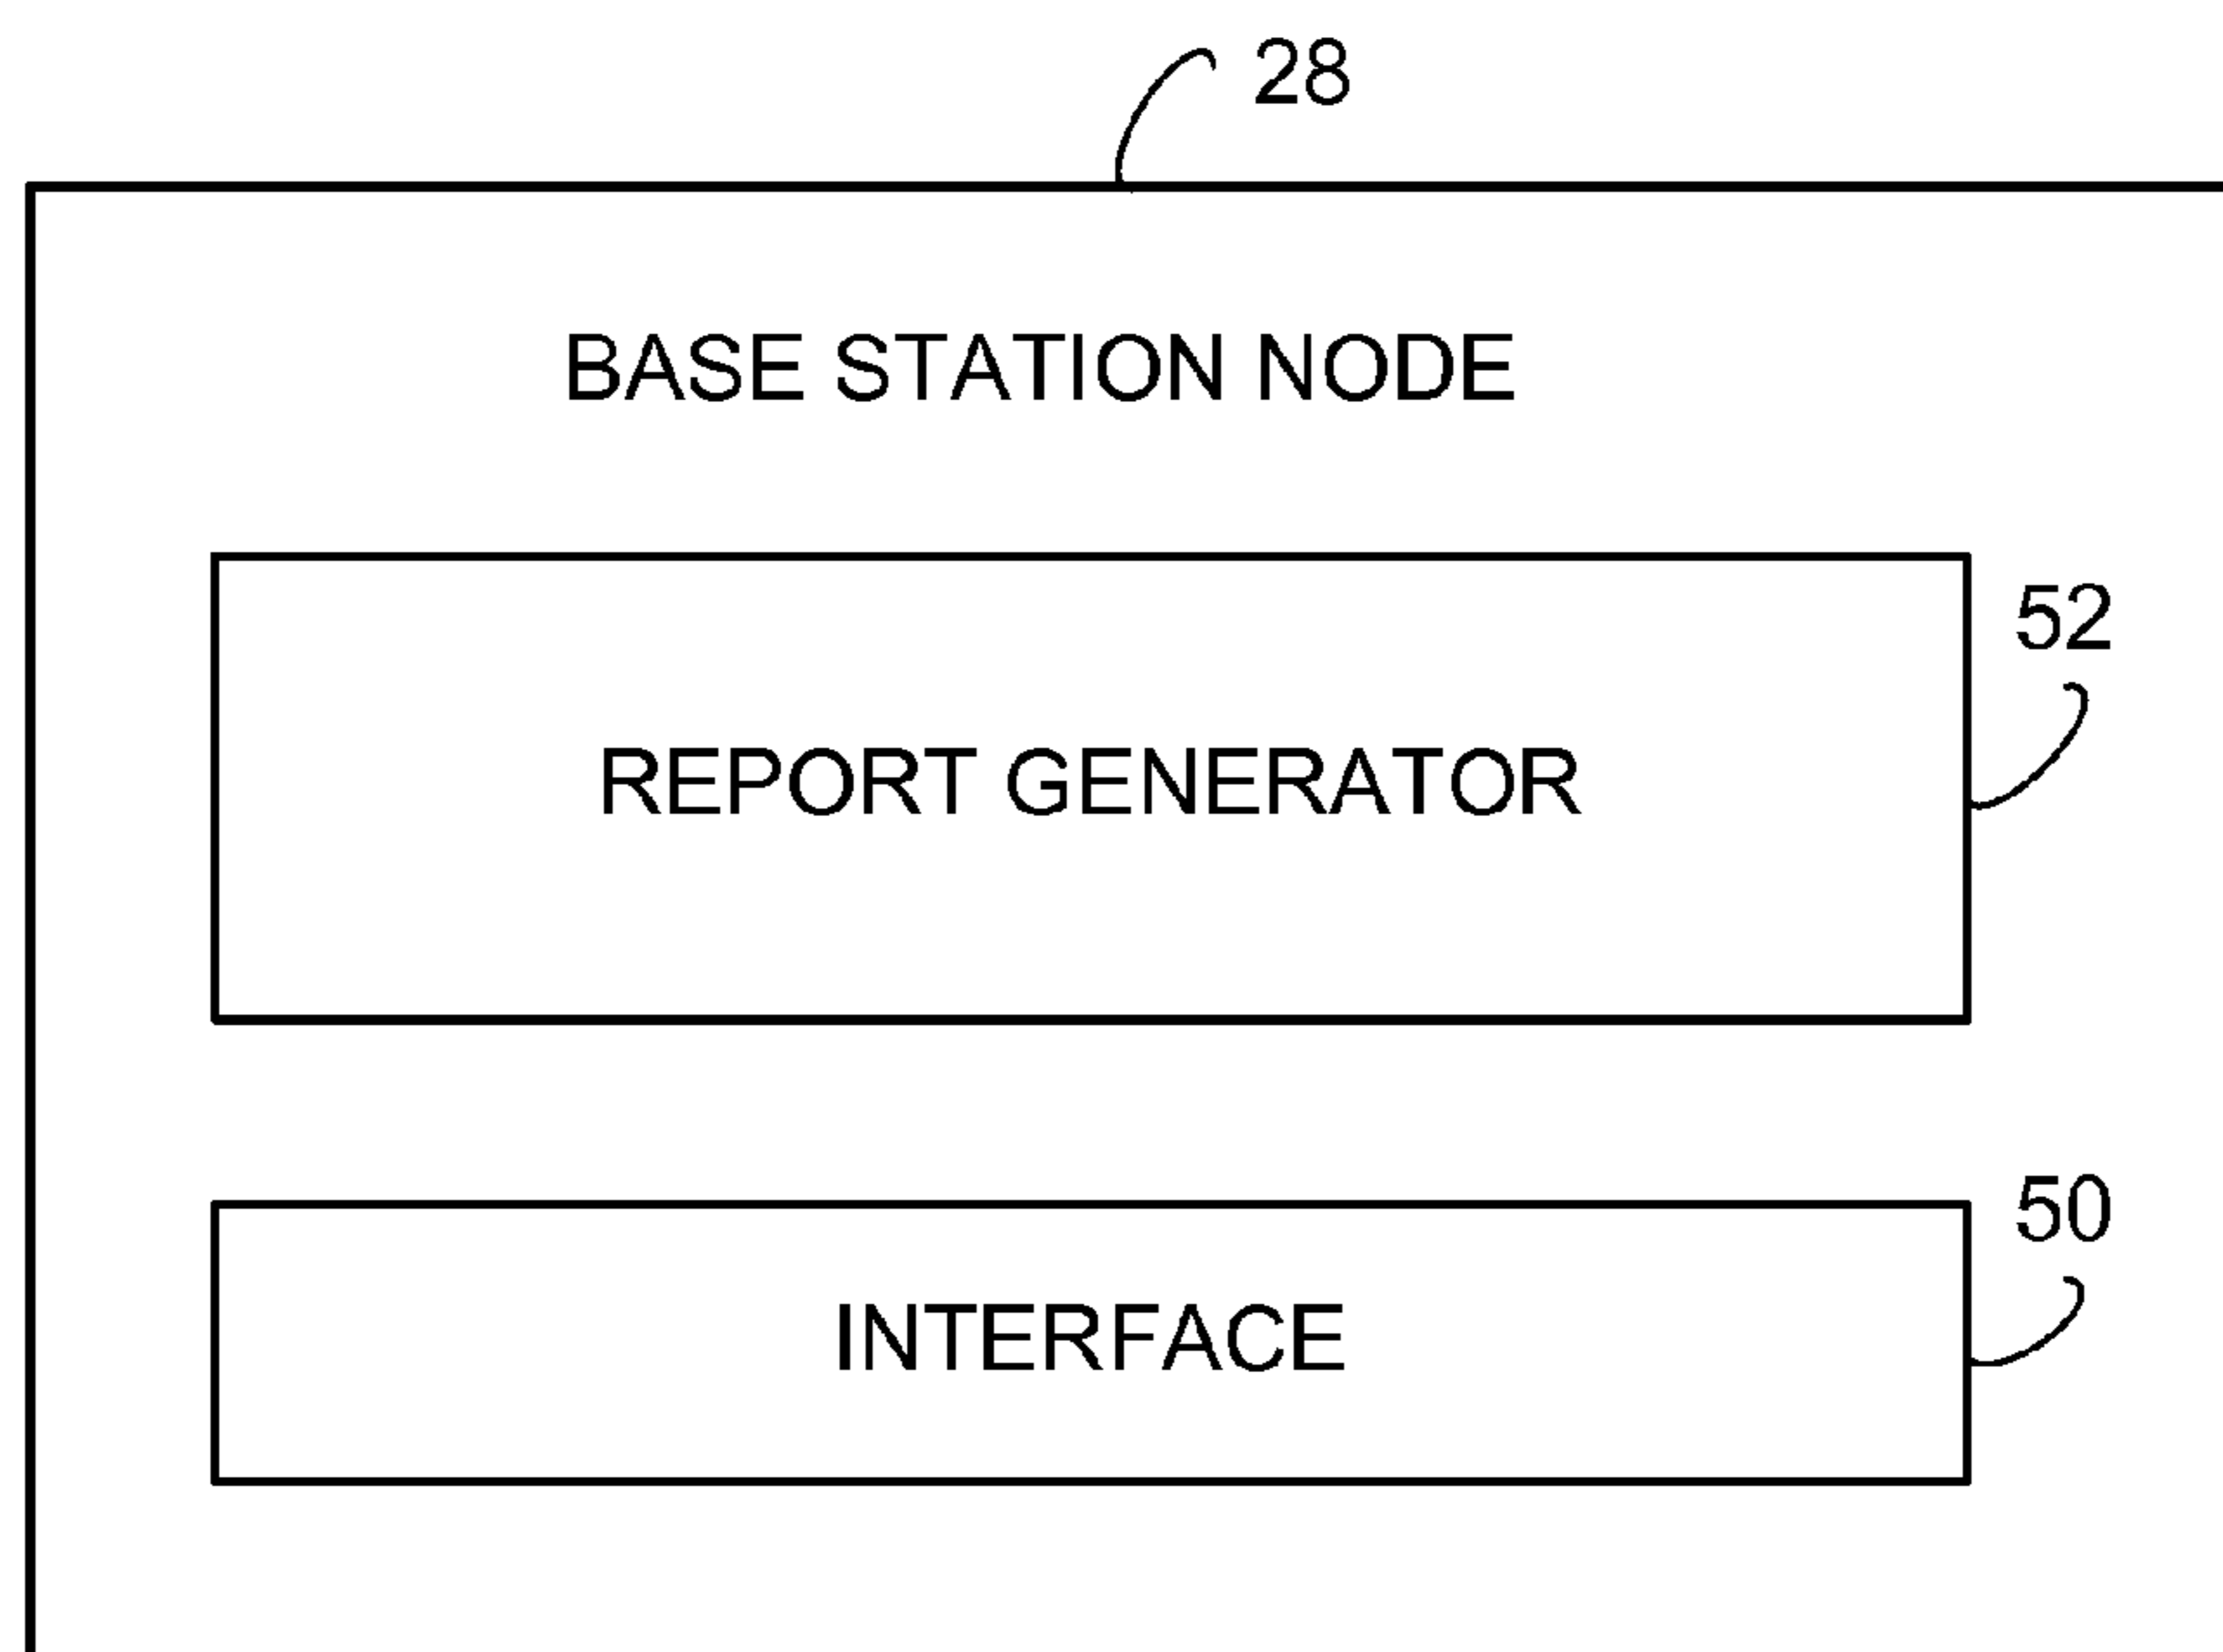 28
BASE STATION NODE
52
REPORT GENERATOR
50
INTERFACE